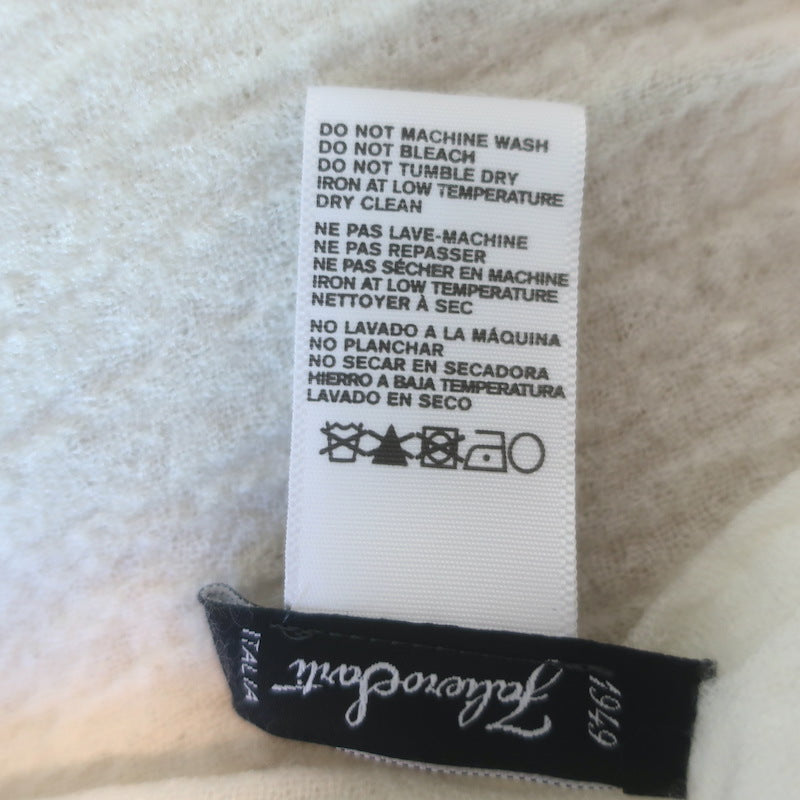 DO NOT MACHINE WASH
DO NOT BLEACH
DO NOT TUMBLE DRY
IRON AT LOW TEMPERATURE
DRY CLEAN
NE PAS LAVE-MACHINE
NE PAS REPASSER
NE PAS SÉCHER EN MACHINE
IRON AT LOW TEMPERATURE
NETTOYER À SEC
NO LAVADO A LA MÁQUINA
NO PLANCHAR
NO SECAR EN SECADORA
HIERRO A BAJA TEMPERATURA
LAVADO EN SECO
1949
Faliero Sarti
ITALIA